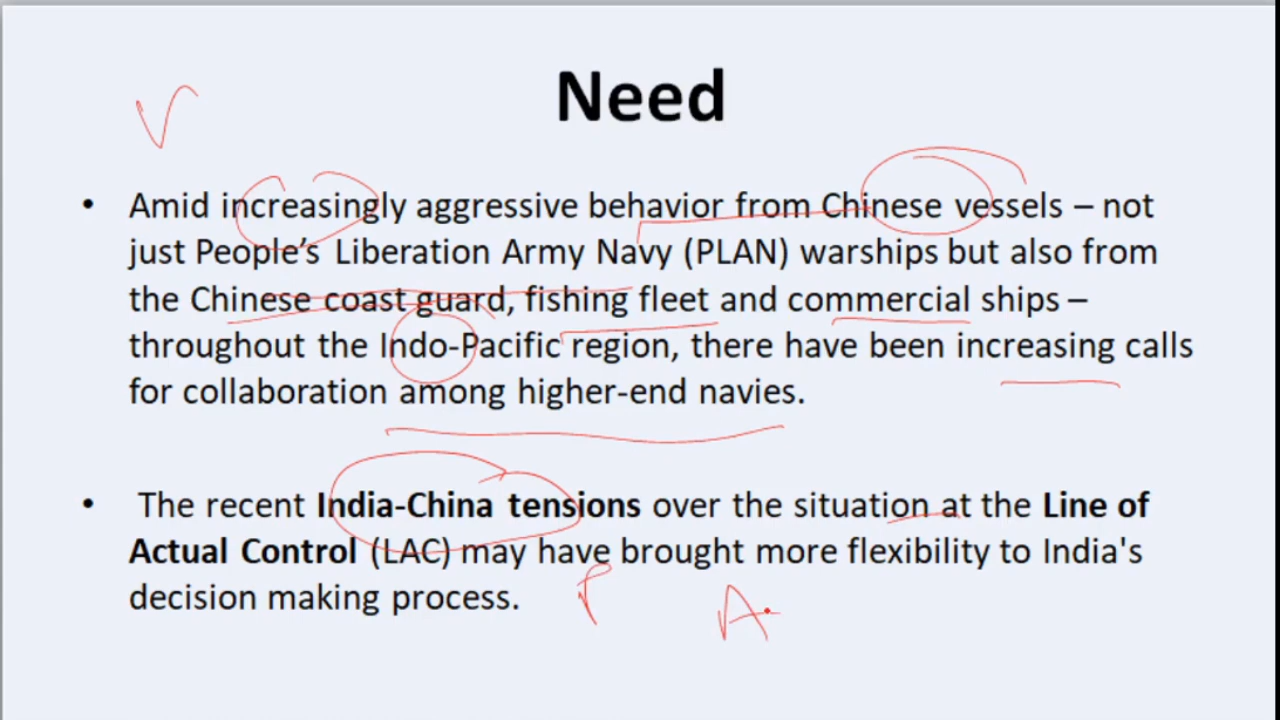 Need
• Amid increasingly aggressive behavior from Chinese vessels – not
just People’s Liberation Army Navy (PLAN) warships but also from
the Chinese coast guard, fishing fleet and commercial ships –
throughout the Indo-Pacific region, there have been increasing calls
for collaboration among higher-end navies.
• The recent India-China tensions over the situation at the Line of
Actual Control (LAC) may have brought more flexibility to India's
decision making process.
P A